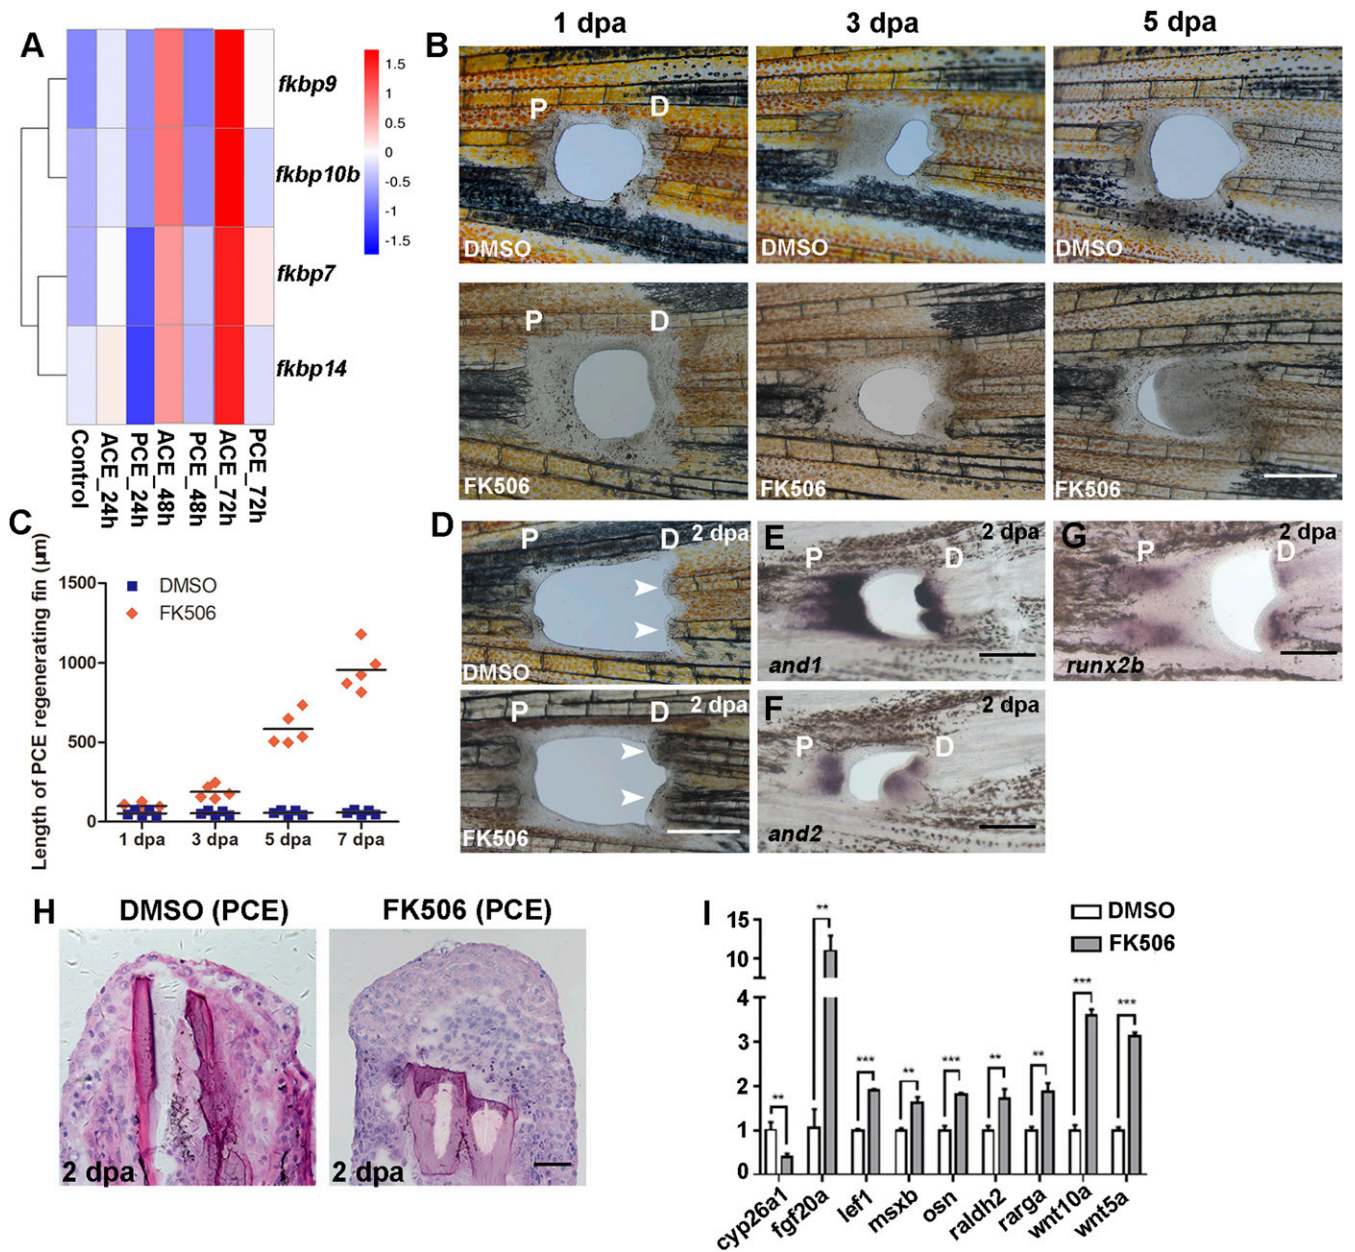 1 dpa
3 dpa
5 dpa
A
1.5
1
0.5
0
-0.5
-1
-1.5
fkbp9
fkbp10b
fkbp7
fkbp14
Control
ACE_24h
PCE_24h
ACE_48h
PCE_48h
ACE_72h
PCE_72h
B
P
D
DMSO
DMSO
DMSO
P
D
FK506
FK506
FK506
C
Length of PCE regenerating fin (µm)
1500
1000
500
0
DMSO
FK506
1 dpa
3 dpa
5 dpa
7 dpa
D
P
D
2 dpa
DMSO
P
D
2 dpa
FK506
E
P
D
2 dpa
and1
F
P
D
2 dpa
and2
G
P
D
2 dpa
runx2b
H
DMSO (PCE)
FK506 (PCE)
2 dpa
2 dpa
I
DMSO
FK506
15
10
5
4
2
1
0
**
**
***
**
***
**
**
***
***
cyp26a1
fgf20a
lef1
msxb
osn
raldh2
rarga
wnt10a
wnt5a